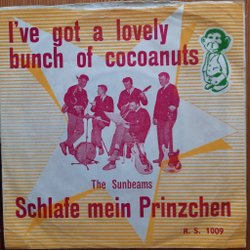 I've got a lovely
bunch of cocoanuts
The Sunbeams
Schlafe mein Prinzchen
R. S. 1009